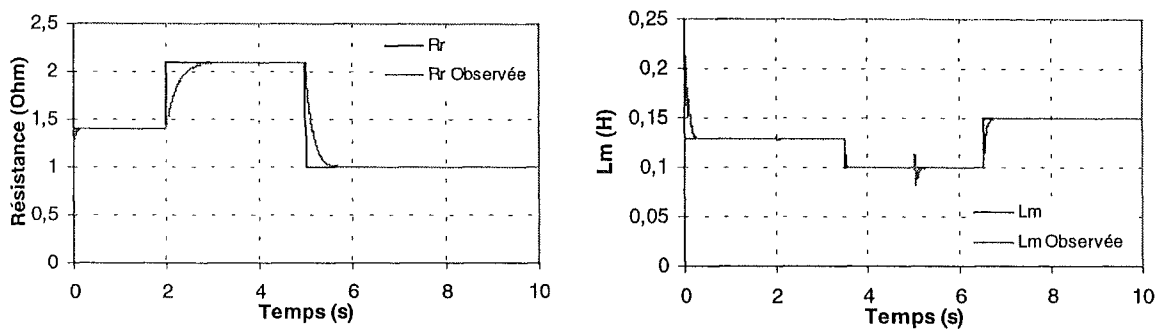 Résistance (Ohm)
2,5
2
1,5
1
0,5
0
Rr
Rr Observée
0 2 4 6 8 10
Temps (s)
Lm (H)
0,25
0,2
0,15
0,1
0,05
0
Lm
Lm Observée
0 2 4 6 8 10
Temps (s)